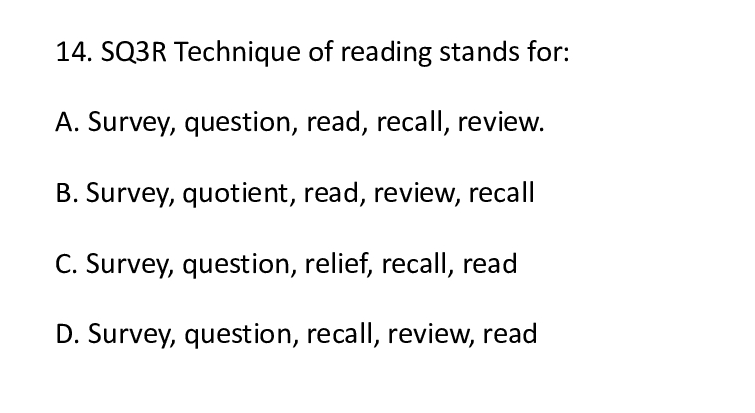 14. SQ3R Technique of reading stands for:
A. Survey, question, read, recall, review.
B. Survey, quotient, read, review, recall
C. Survey, question, relief, recall, read
D. Survey, question, recall, review, read